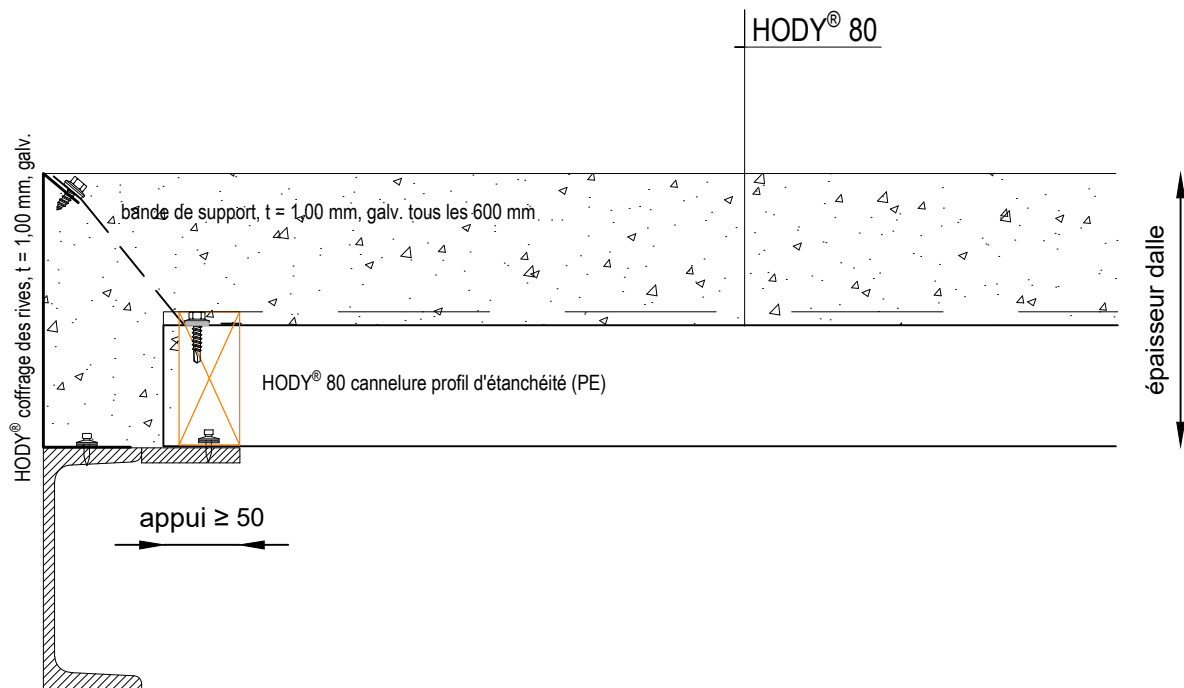 HODY® 80
HODY® coffrage des rives, t = 1,00 mm, galv.
bande de support, t = 1,00 mm, galv. tous les 600 mm
épaisseur dalle
HODY® 80 cannelure profil d'étanchéité (PE)
appui ≥ 50